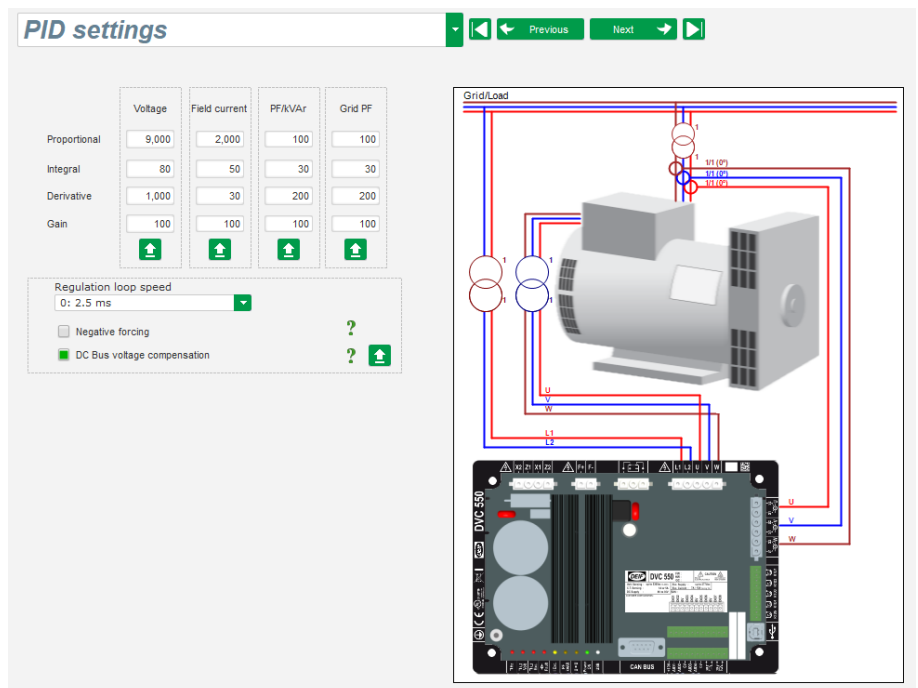 PID settings
Previous
Next
Voltage Field current PF/kVAr Grid PF
Proportional 9,000 2,000 100 100
Integral 80 50 30 30
Derivative 1,000 30 200 200
Gain 100 100 100 100
Regulation loop speed
0: 2.5 ms
Negative forcing ?
DC Bus voltage compensation ?
Grid/Load
1
1
1/1 (0°)
1/1 (0°)
1/1 (0°)
1 1
1 1
U
V
W
L1
L2
X2 Z1 X1 Z2 F+ F- L1 L2 U V W
DVC 550
U
V
W
DEIF DVC 550
CAN BUS